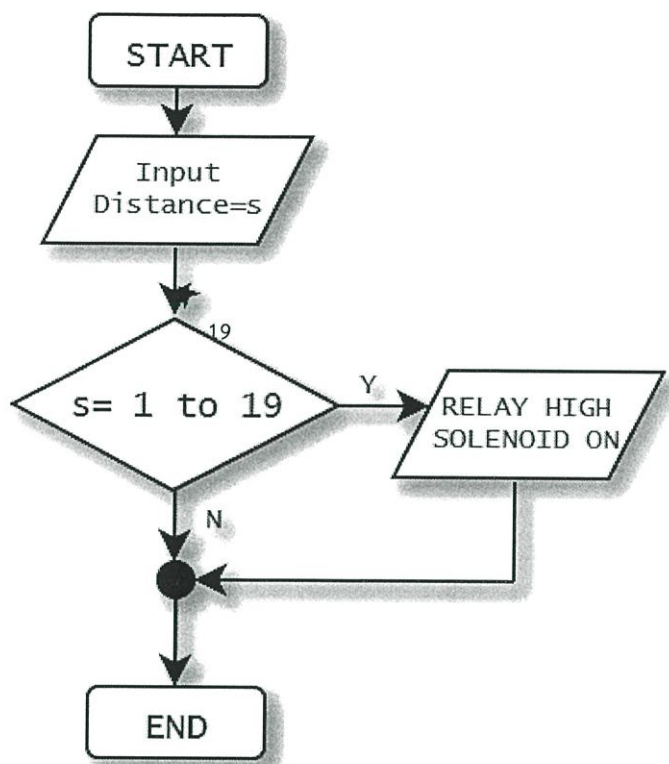 START
Input
Distance=s
19
s= 1 to 19
Y
RELAY HIGH
SOLENOID ON
N
END